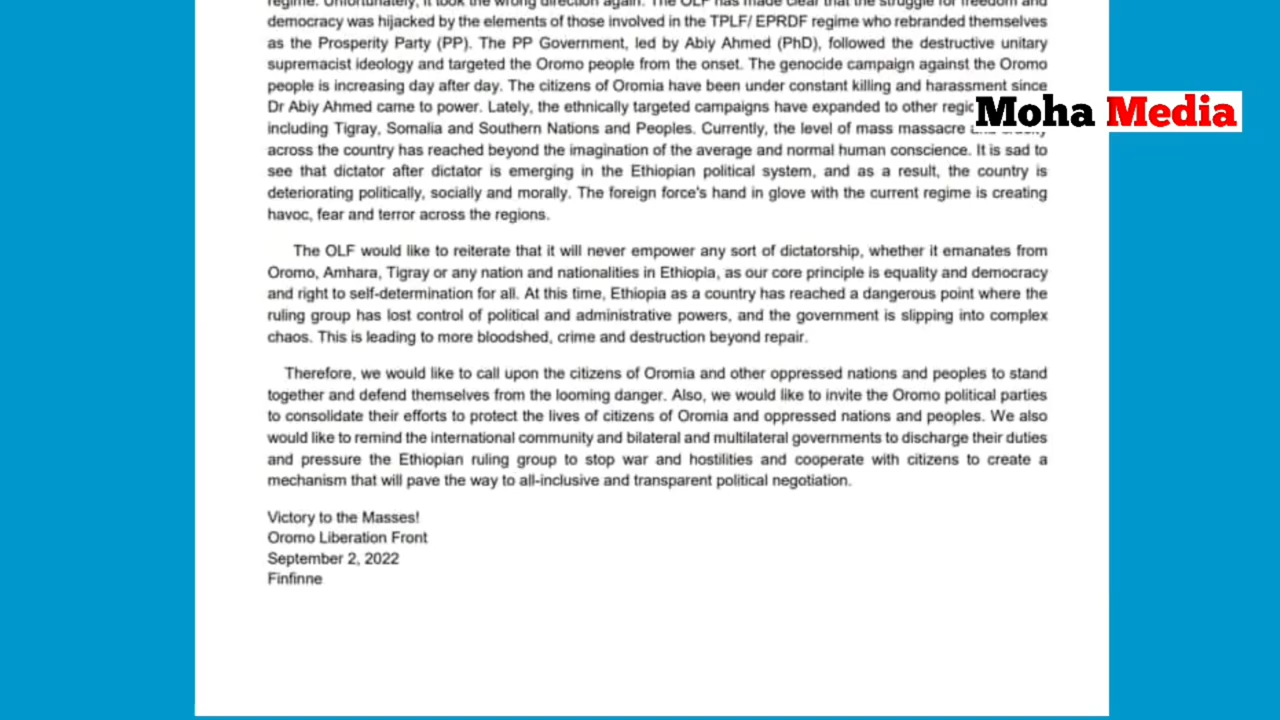 regime. Unfortunately, it took the wrong direction again. The OLF has made clear that the struggle for freedom and
democracy was hijacked by the elements of those involved in the TPLF/ EPRDF regime who rebranded themselves
as the Prosperity Party (PP). The PP Government, led by Abiy Ahmed (PhD), followed the destructive unitary
supremacist ideology and targeted the Oromo people from the onset. The genocide campaign against the Oromo
people is increasing day after day. The citizens of Oromia have been under constant killing and harassment since
Dr Abiy Ahmed came to power. Lately, the ethnically targeted campaigns have expanded to other
Moha Media
including Tigray, Somalia and Southern Nations and Peoples. Currently, the level of mass massacre
across the country has reached beyond the imagination of the average and normal human conscience. It is sad to
see that dictator after dictator is emerging in the Ethiopian political system, and as a result, the country is
deteriorating politically, socially and morally. The foreign force's hand in glove with the current regime is creating
havoc, fear and terror across the regions.
The OLF would like to reiterate that it will never empower any sort of dictatorship, whether it emanates from
Oromo, Amhara, Tigray or any nation and nationalities in Ethiopia, as our core principle is equality and democracy
and right to self-determination for all. At this time, Ethiopia as a country has reached a dangerous point where the
ruling group has lost control of political and administrative powers, and the government is slipping into complex
chaos. This is leading to more bloodshed, crime and destruction beyond repair.
Therefore, we would like to call upon the citizens of Oromia and other oppressed nations and peoples to stand
together and defend themselves from the looming danger. Also, we would like to invite the Oromo political parties
to consolidate their efforts to protect the lives of citizens of Oromia and oppressed nations and peoples. We also
would like to remind the international community and bilateral and multilateral governments to discharge their duties
and pressure the Ethiopian ruling group to stop war and hostilities and cooperate with citizens to create a
mechanism that will pave the way to all-inclusive and transparent political negotiation.
Victory to the Masses!
Oromo Liberation Front
September 2, 2022
Finfinne